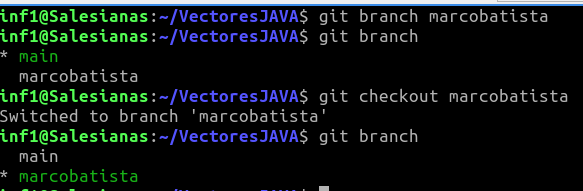 inf1@Salesianas:~/VectoresJAVA$ git branch marcobatista
inf1@Salesianas:~/VectoresJAVA$ git branch
* main
  marcobatista
inf1@Salesianas:~/VectoresJAVA$ git checkout marcobatista
Switched to branch 'marcobatista'
inf1@Salesianas:~/VectoresJAVA$ git branch
  main
* marcobatista
inf1@Salesianas:~/VectoresJAVA$